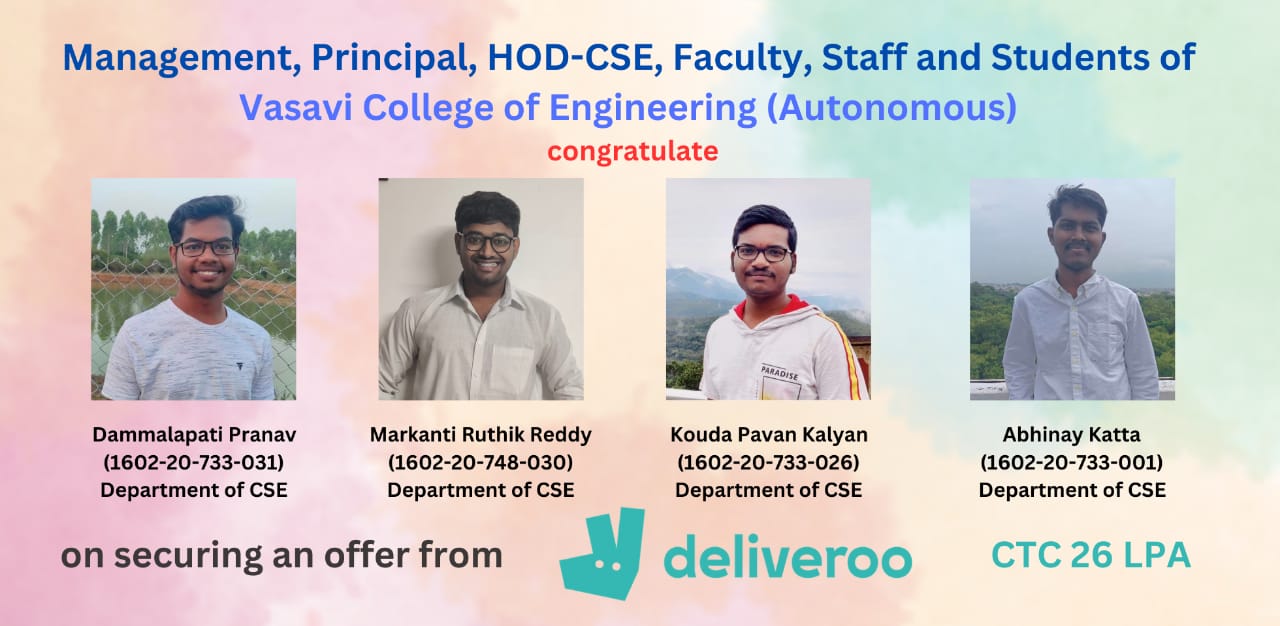 Management, Principal, HOD-CSE, Faculty, Staff and Students of
Vasavi College of Engineering (Autonomous)
congratulate
PARADISE
Dammalapati Pranav
(1602-20-733-031)
Department of CSE
Markanti Ruthik Reddy
(1602-20-748-030)
Department of CSE
Kouda Pavan Kalyan
(1602-20-733-026)
Department of CSE
Abhinay Katta
(1602-20-733-001)
Department of CSE
on securing an offer from
deliveroo
CTC 26 LPA